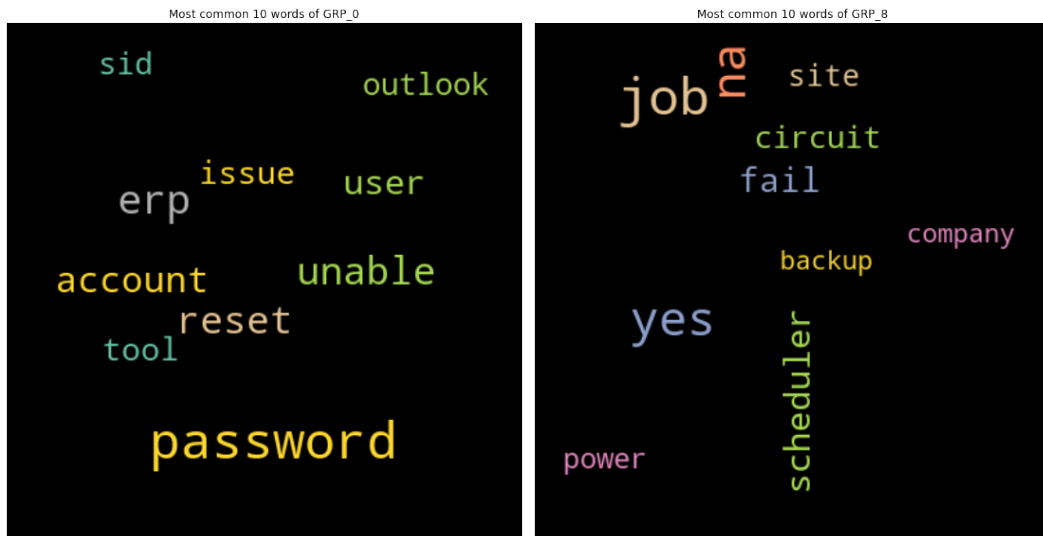 Most common 10 words of GRP_0
sid
outlook
issue
user
erp
unable
account
reset
tool
password
Most common 10 words of GRP_8
na
job
site
circuit
fail
company
backup
yes
scheduler
power